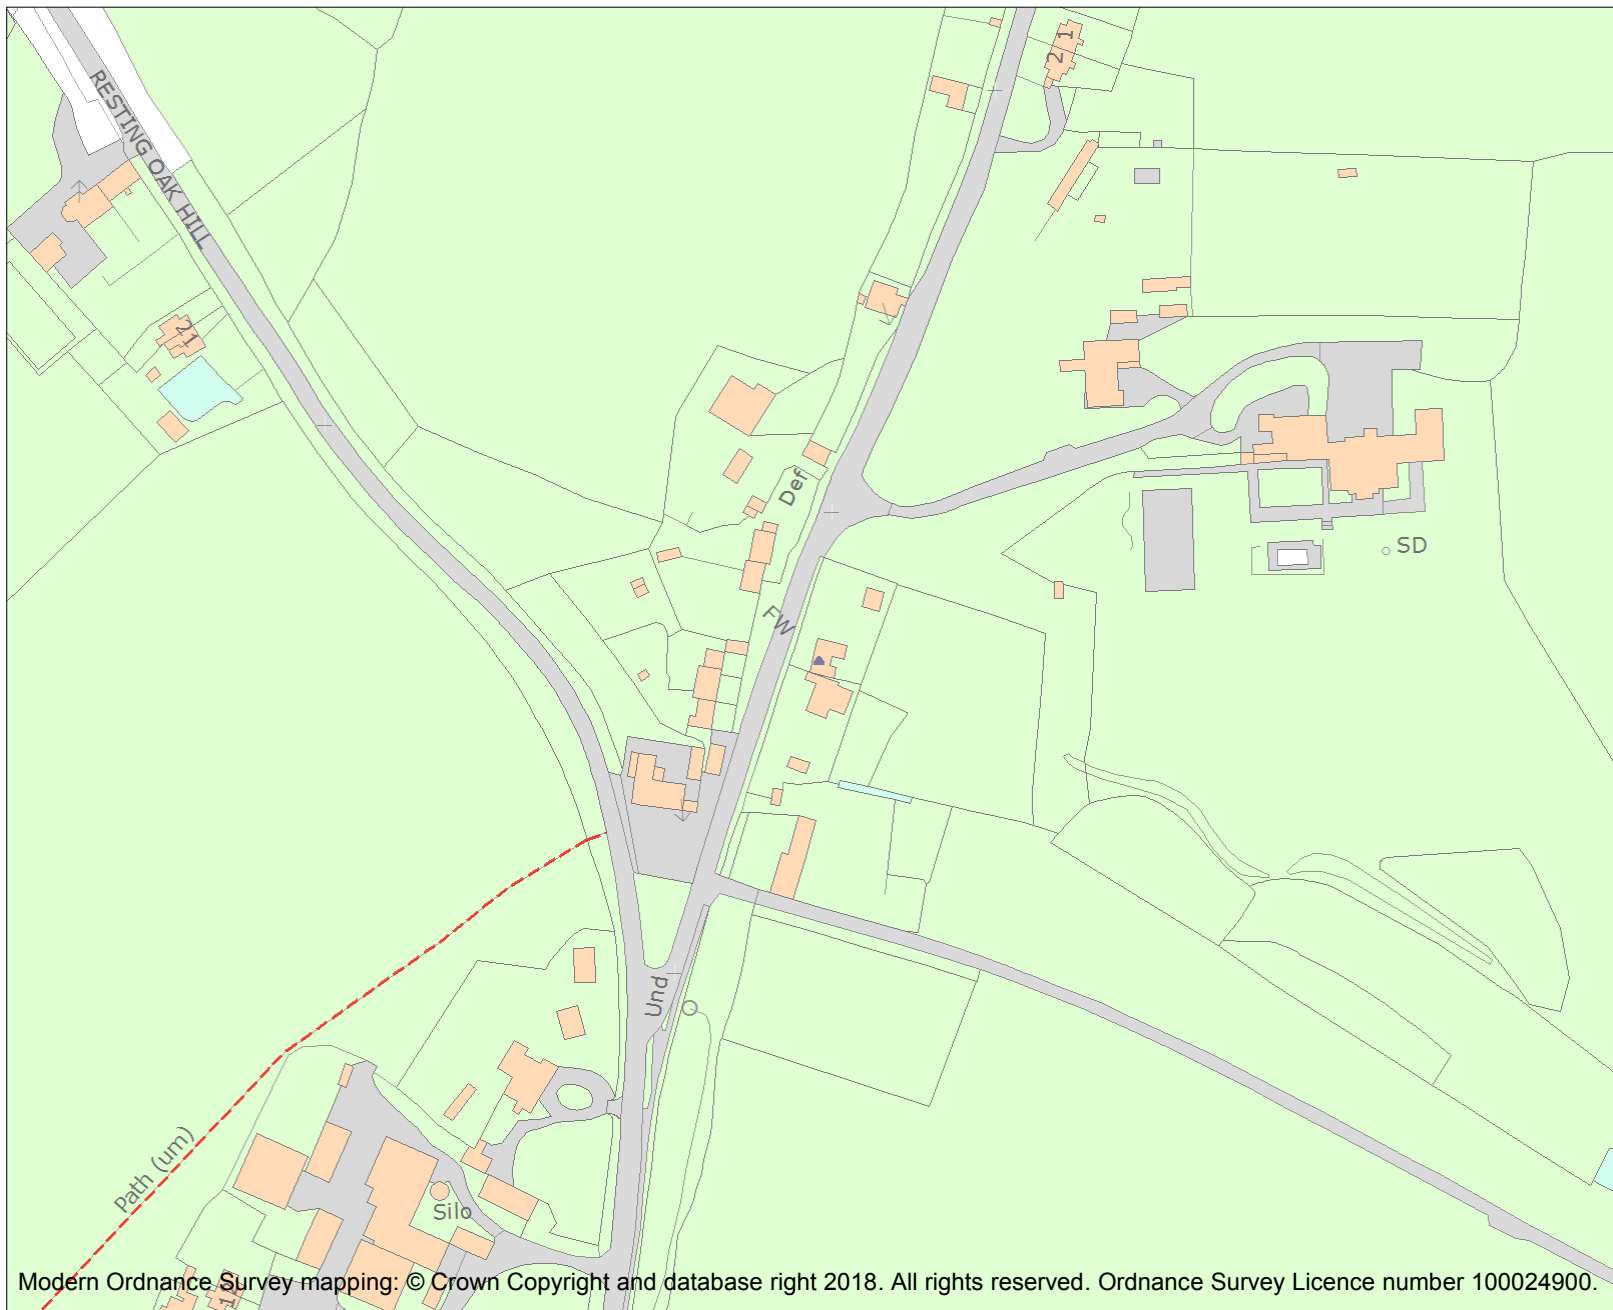 1
2
RESTING OAK HILL
21
Def
SD
FW
Und
Path (um)
Silo
Modern Ordnance Survey mapping: © Crown Copyright and database right 2018. All rights reserved. Ordnance Survey Licence number 100024900.